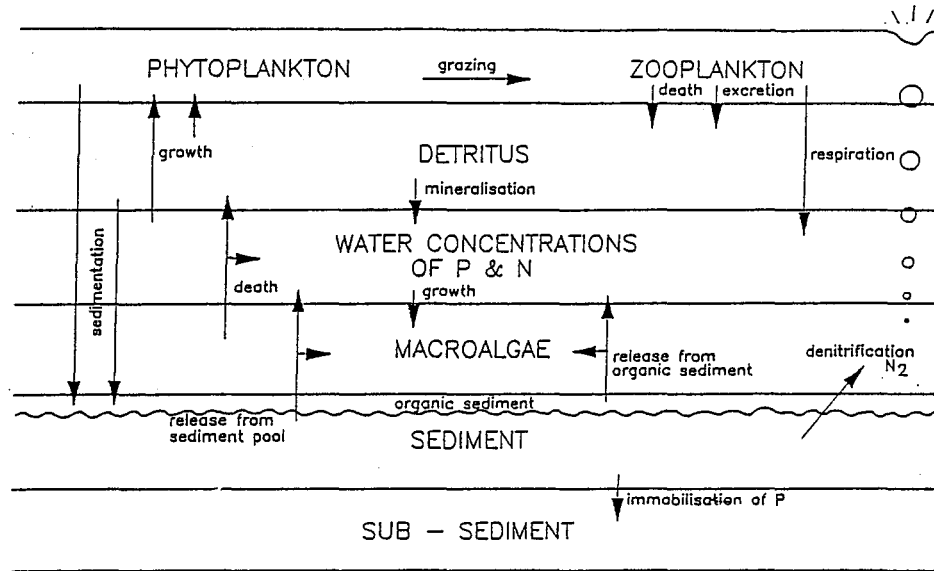 PHYTOPLANKTON
grazing
ZOOPLANKTON
death
excretion
growth
DETRITUS
respiration
mineralisation
WATER CONCENTRATIONS
OF P & N
sedimentation
death
growth
MACROALGAE
release from
organic sediment
denitrification
N2
organic sediment
release from
sediment pool
SEDIMENT
immobilisation of P
SUB - SEDIMENT